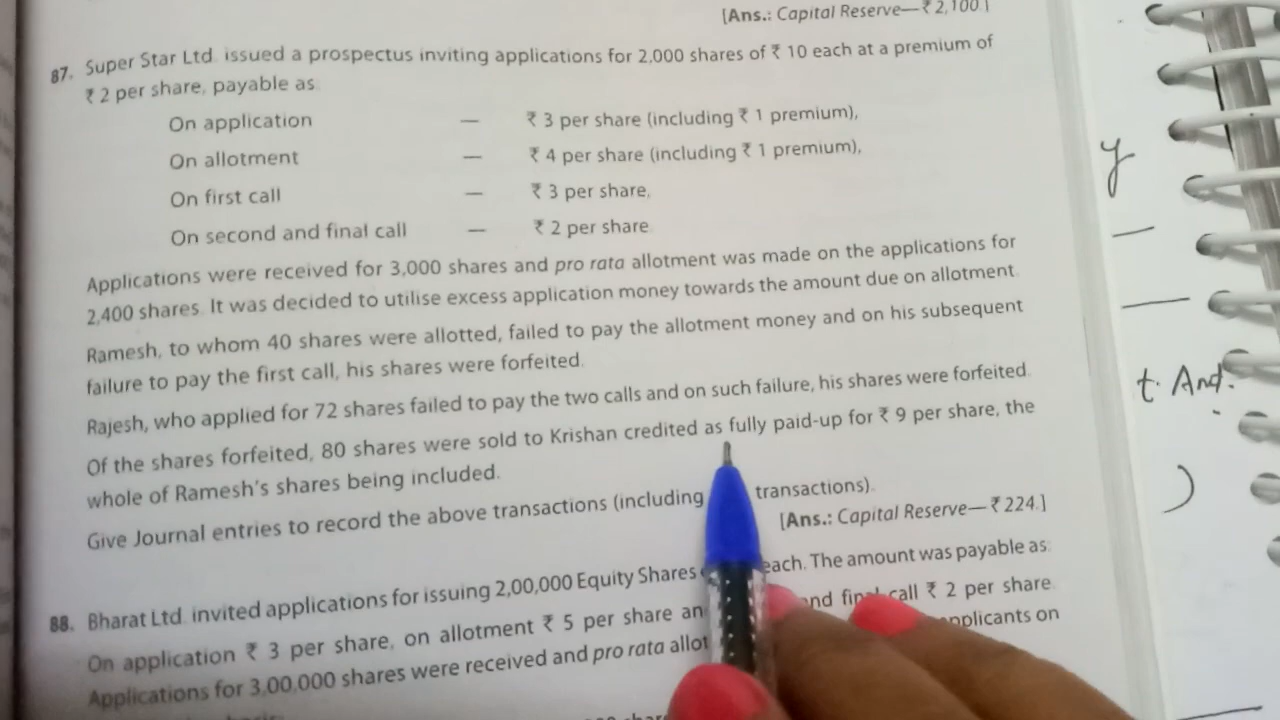 [Ans.: Capital Reserve—₹ 2,100.]
87. Super Star Ltd. issued a prospectus inviting applications for 2,000 shares of ₹ 10 each at a premium of
₹ 2 per share, payable as:
On application — ₹ 3 per share (including ₹ 1 premium),
On allotment — ₹ 4 per share (including ₹ 1 premium),
On first call — ₹ 3 per share,
On second and final call — ₹ 2 per share.
Applications were received for 3,000 shares and pro rata allotment was made on the applications for
2,400 shares. It was decided to utilise excess application money towards the amount due on allotment.
Ramesh, to whom 40 shares were allotted, failed to pay the allotment money and on his subsequent
failure to pay the first call, his shares were forfeited.
Rajesh, who applied for 72 shares failed to pay the two calls and on such failure, his shares were forfeited.
Of the shares forfeited, 80 shares were sold to Krishan credited as fully paid-up for ₹ 9 per share, the
whole of Ramesh's shares being included.
Give Journal entries to record the above transactions (including transactions).
[Ans.: Capital Reserve—₹ 224.]
88. Bharat Ltd. invited applications for issuing 2,00,000 Equity Shares each. The amount was payable as:
On application ₹ 3 per share, on allotment ₹ 5 per share an and final call ₹ 2 per share.
Applications for 3,00,000 shares were received and pro rata allot applicants on
y
t. And.